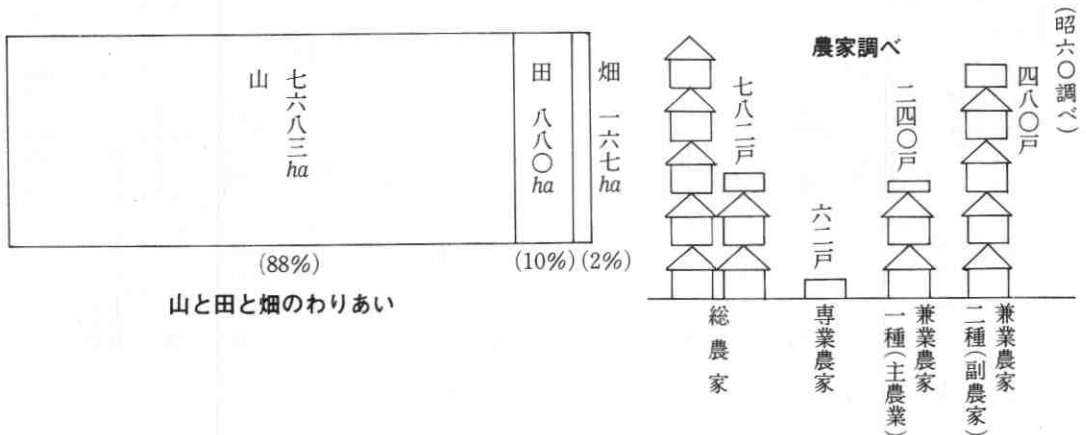 (昭六〇調べ)
農家調べ
四八〇戸
二四〇戸
六二戸
七八二戸
兼業農家
二種(副農家)
兼業農家
一種(主農業)
専業農家
総農家
畑 一六七ha
田 八八〇ha
山 七六八三ha
(88%)
(10%)
(2%)
山と田と畑のわりあい